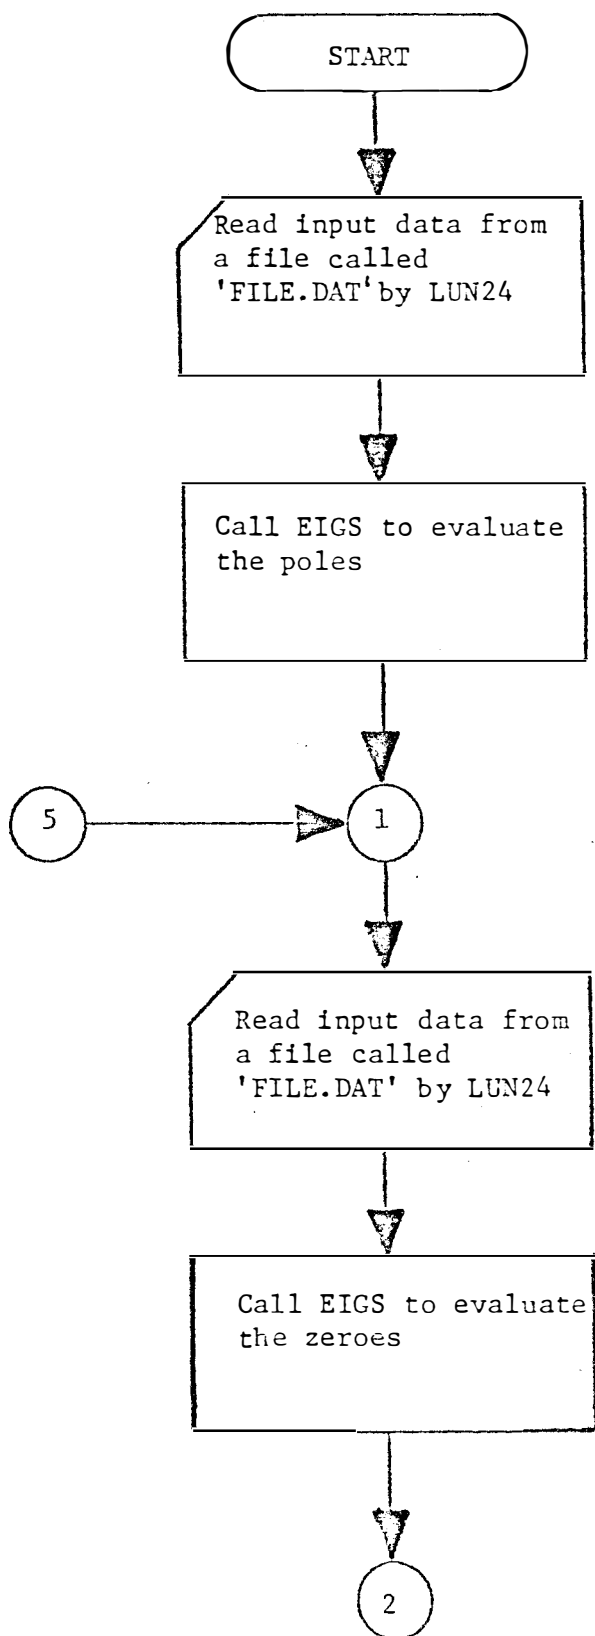 START
Read input data from
a file called
'FILE.DAT' by LUN24
Call EIGS to evaluate
the poles
5
1
Read input data from
a file called
'FILE.DAT' by LUN24
Call EIGS to evaluate
the zeroes
2